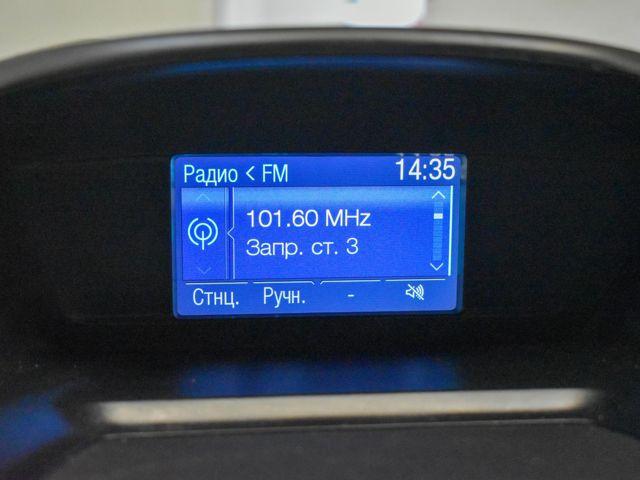 Радио < FM 14:35
101.60 MHz
Запр. ст. 3
Стнц. Ручн. -